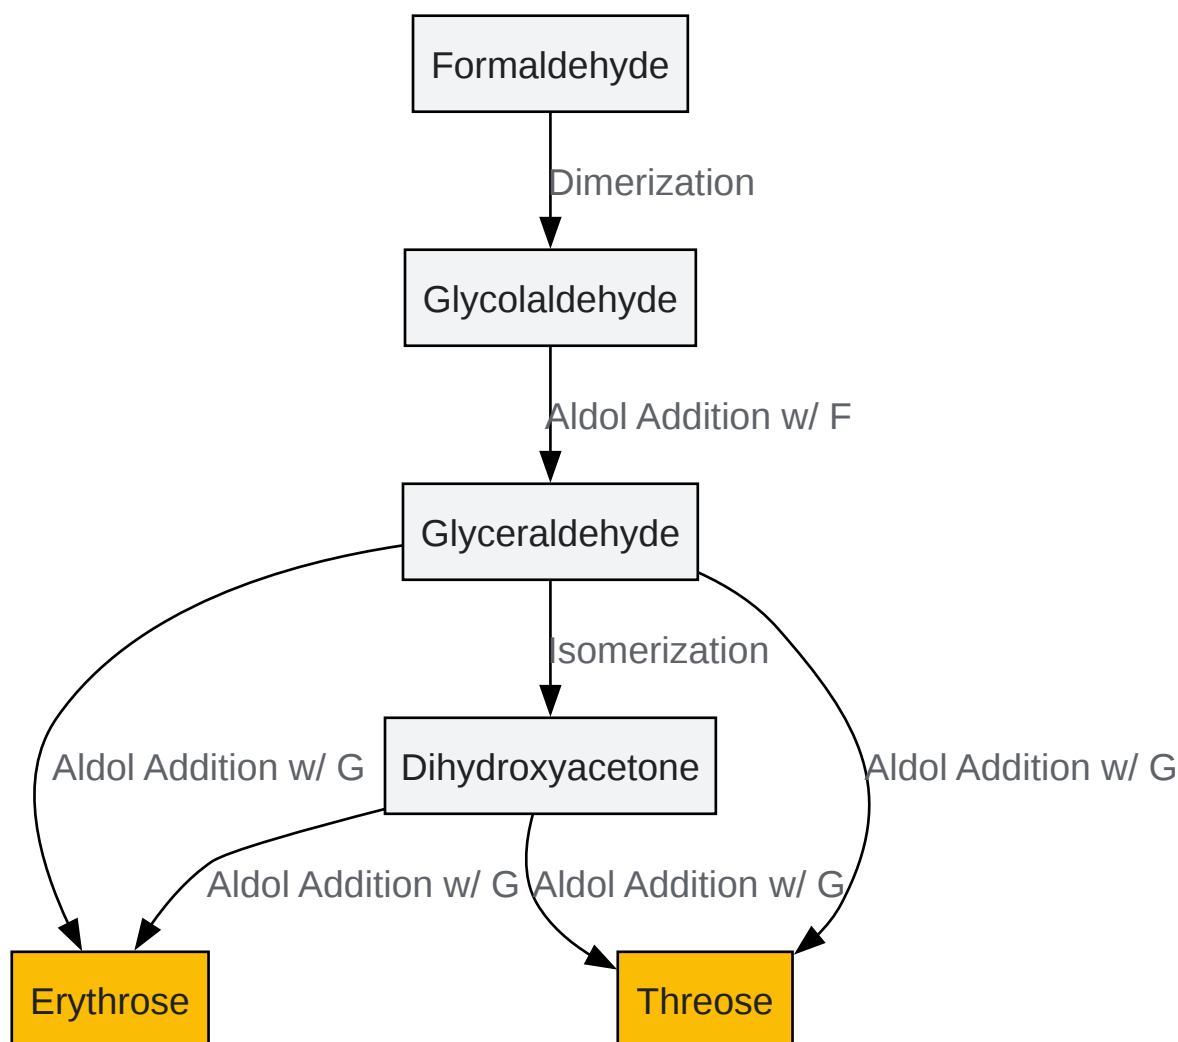 Formaldehyde
Dimerization
Glycolaldehyde
Aldol Addition w/ F
Glyceraldehyde
Isomerization
Aldol Addition w/ G
Dihydroxyacetone
Aldol Addition w/ G
Aldol Addition w/ G
Aldol Addition w/ G
Erythrose
Threose